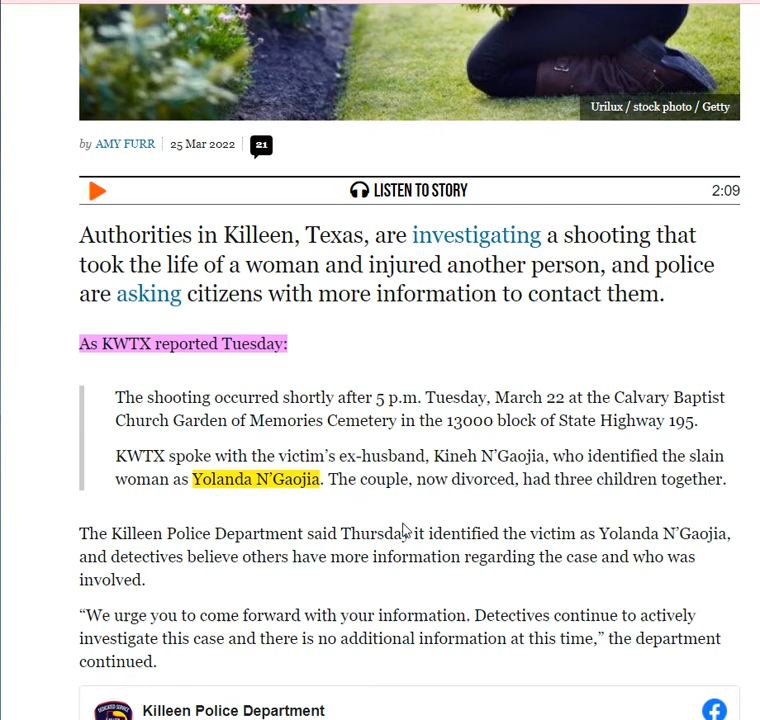 Urilux / stock photo / Getty
by AMY FURR 25 Mar 2022 21
LISTEN TO STORY 2:09
Authorities in Killeen, Texas, are investigating a shooting that
took the life of a woman and injured another person, and police
are asking citizens with more information to contact them.
As KWTX reported Tuesday:
The shooting occurred shortly after 5 p.m. Tuesday, March 22 at the Calvary Baptist
Church Garden of Memories Cemetery in the 13000 block of State Highway 195.
KWTX spoke with the victim’s ex-husband, Kineh N’Gaojia, who identified the slain
woman as Yolanda N’Gaojia. The couple, now divorced, had three children together.
The Killeen Police Department said Thursday it identified the victim as Yolanda N’Gaojia,
and detectives believe others have more information regarding the case and who was
involved.
“We urge you to come forward with your information. Detectives continue to actively
investigate this case and there is no additional information at this time,” the department
continued.
Killeen Police Department